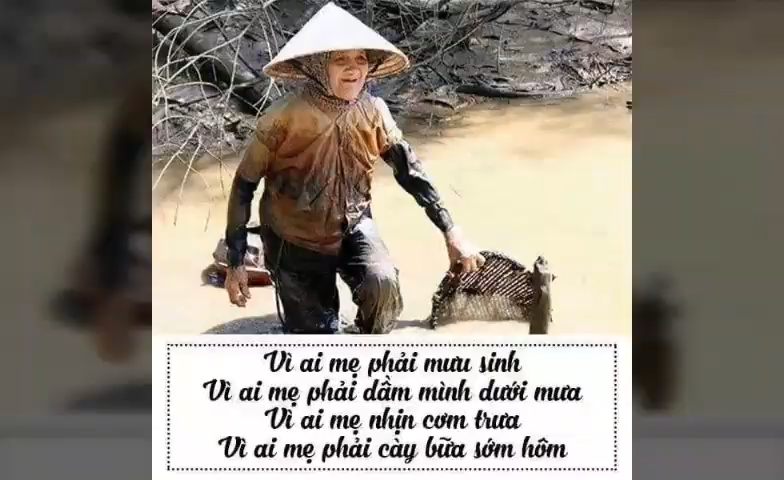 Vì ai mẹ phải mưu sinh
Vì ai mẹ phải dầm mình dưới mưa
Vì ai mẹ nhịn cơm trưa
Vì ai mẹ phải cày bữa sớm hôm